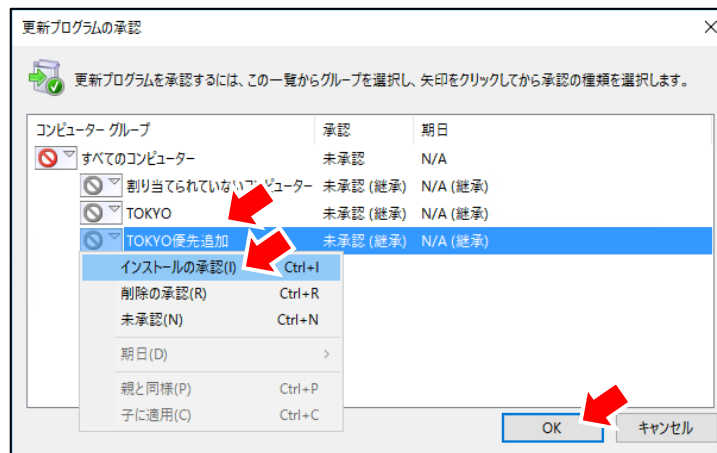 更新プログラムの承認
更新プログラムを承認するには、この一覧からグループを選択し、矢印をクリックしてから承認の種類を選択します。
コンピューター グループ 承認 期日
すべてのコンピューター 未承認 N/A
割り当てられていないコンピューター 未承認 (継承) N/A (継承)
TOKYO 未承認 (継承) N/A (継承)
TOKYO優先追加 未承認 (継承) N/A (継承)
インストールの承認(I) Ctrl+I
削除の承認(R) Ctrl+R
未承認(N) Ctrl+N
期日(D)
親と同様(P) Ctrl+P
子に適用(C) Ctrl+C
OK キャンセル